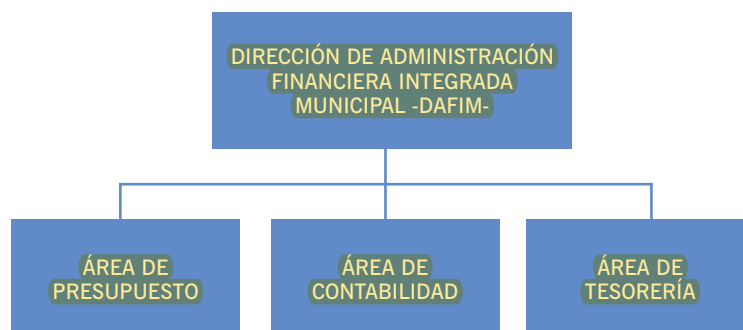 DIRECCIÓN DE ADMINISTRACIÓN
FINANCIERA INTEGRADA
MUNICIPAL -DAFIM-
ÁREA DE
PRESUPUESTO
ÁREA DE
CONTABILIDAD
ÁREA DE
TESORERÍA